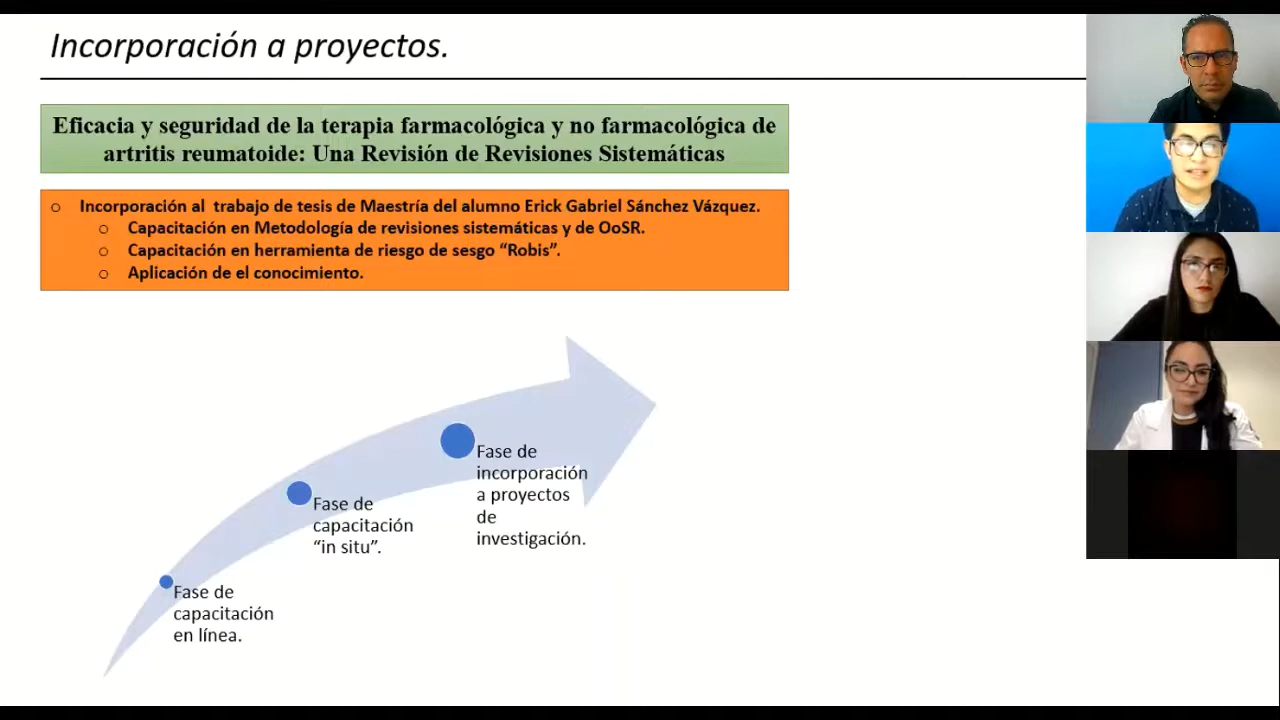 Incorporación a proyectos.
Eficacia y seguridad de la terapia farmacológica y no farmacológica de
artritis reumatoide: Una Revisión de Revisiones Sistemáticas
o Incorporación al trabajo de tesis de Maestría del alumno Erick Gabriel Sánchez Vázquez.
o Capacitación en Metodología de revisiones sistemáticas y de OoSR.
o Capacitación en herramienta de riesgo de sesgo “Robis”.
o Aplicación de el conocimiento.
Fase de
capacitación
en línea.
Fase de
capacitación
“in situ”.
Fase de
incorporación
a proyectos
de
investigación.